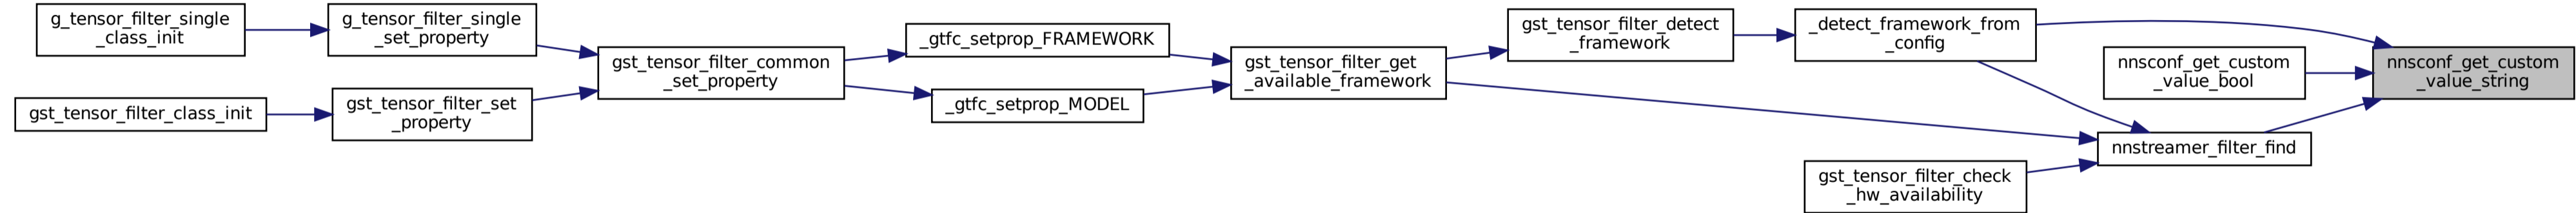 g_tensor_filter_single
_class_init
g_tensor_filter_single
_set_property
gst_tensor_filter_class_init
gst_tensor_filter_set
_property
gst_tensor_filter_common
_set_property
_gtfc_setprop_FRAMEWORK
_gtfc_setprop_MODEL
gst_tensor_filter_get
_available_framework
gst_tensor_filter_detect
_framework
_detect_framework_from
_config
nnsconf_get_custom
_value_bool
nnstreamer_filter_find
gst_tensor_filter_check
_hw_availability
nnsconf_get_custom
_value_string